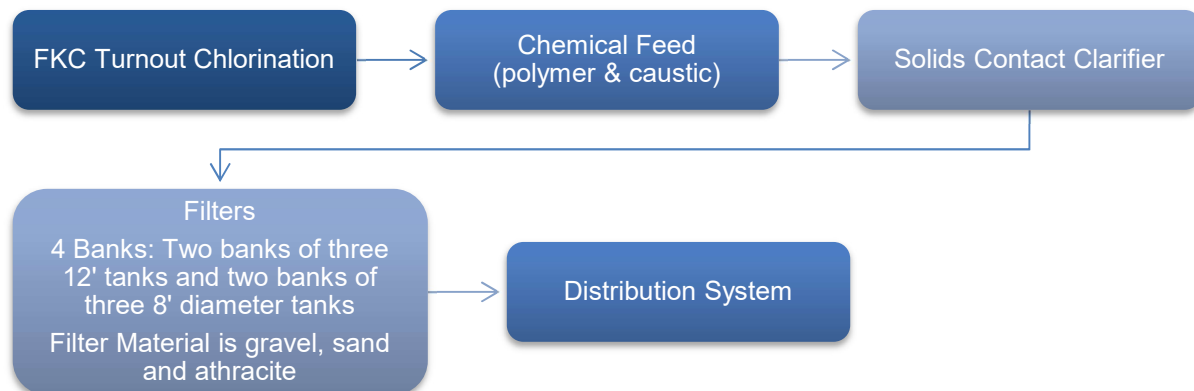 FKC Turnout Chlorination
Chemical Feed
(polymer & caustic)
Solids Contact Clarifier
Filters
4 Banks: Two banks of three
12' tanks and two banks of
three 8' diameter tanks
Filter Material is gravel, sand
and athracite
Distribution System